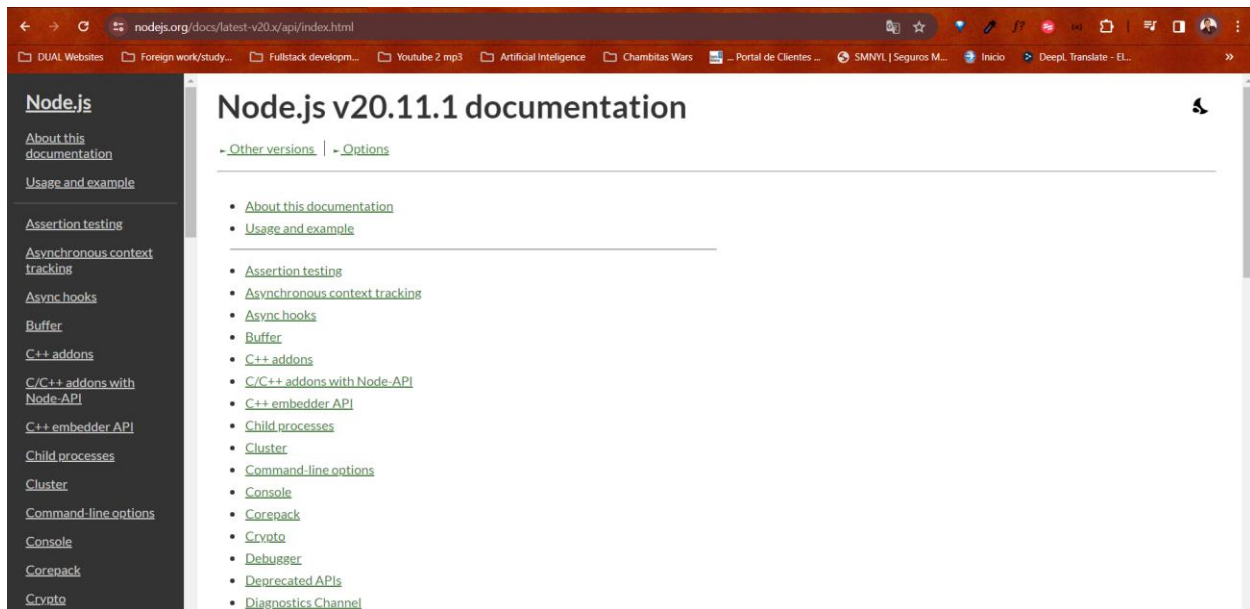 nodejs.org/docs/latest-v20.x/api/index.html
DUAL Websites
Foreign work/study...
Fullstack developm...
Youtube 2 mp3
Artificial Inteligence
Chambitas Wars
... Portal de Clientes ...
SMNYL | Seguros M...
Inicio
DeepL Translate - El...
»
Node.js
About this
documentation
Usage and example
Assertion testing
Asynchronous context
tracking
Async hooks
Buffer
C++ addons
C/C++ addons with
Node-API
C++ embedder API
Child processes
Cluster
Command-line options
Console
Corepack
Crypto
Node.js v20.11.1 documentation
► Other versions | ► Options
• About this documentation
• Usage and example
• Assertion testing
• Asynchronous context tracking
• Async hooks
• Buffer
• C++ addons
• C/C++ addons with Node-API
• C++ embedder API
• Child processes
• Cluster
• Command-line options
• Console
• Corepack
• Crypto
• Debugger
• Deprecated APIs
• Diagnostics Channel